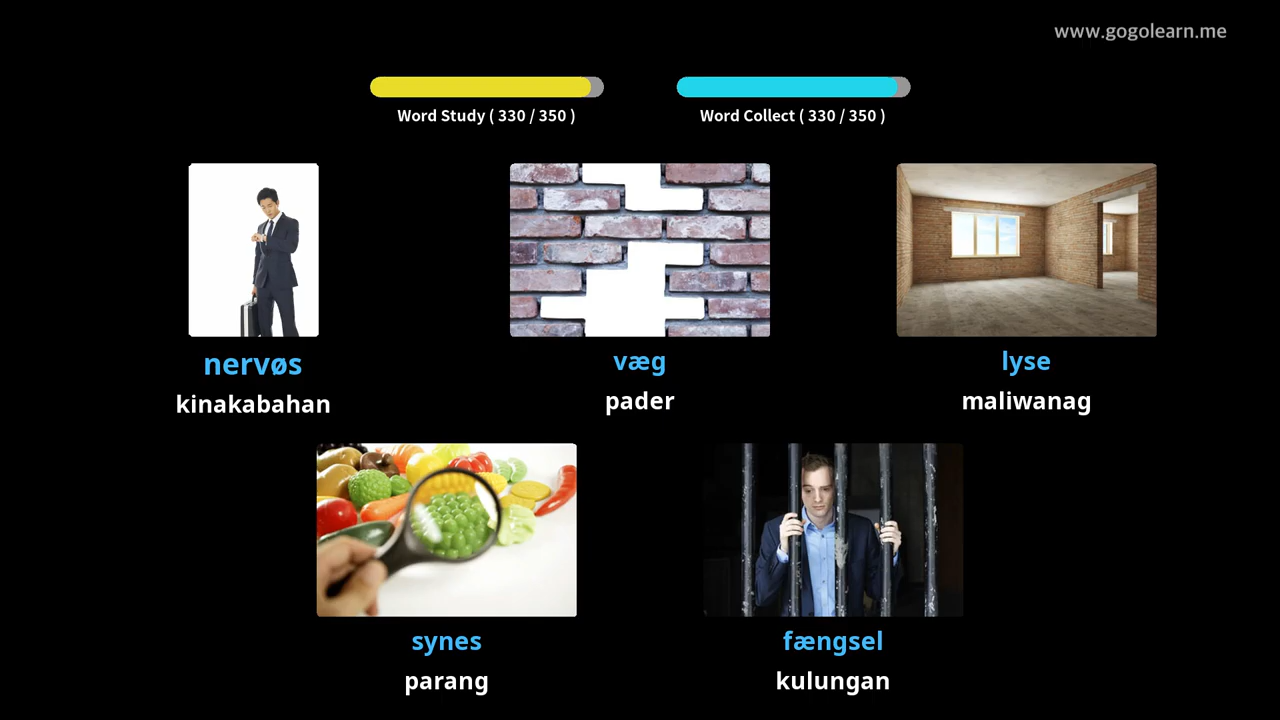 www.gogolearn.me
Word Study ( 330 / 350 )
Word Collect ( 330 / 350 )
nervøs
kinakabahan
væg
pader
lyse
maliwanag
synes
parang
fængsel
kulungan